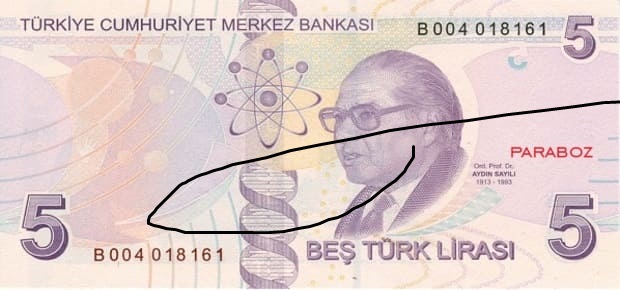 TÜRKİYE CUMHURİYET MERKEZ BANKASI
B004 018161
5
PARABOZ
Ord. Prof. Dr.
AYDIN SAYILI
1913 - 1993
5
B004 018161
BEŞ TÜRK LİRASI
5